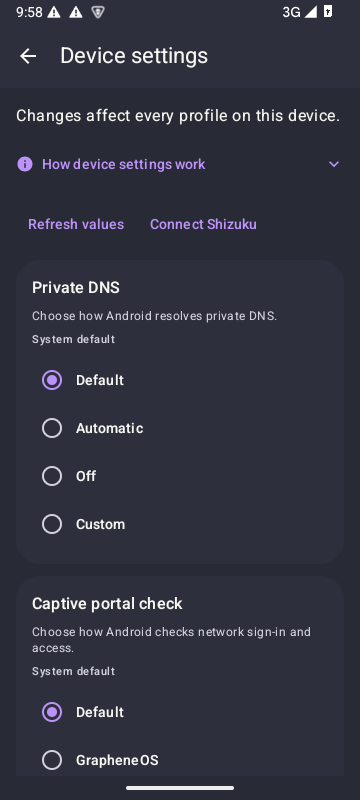 9:58
3G
Device settings
Changes affect every profile on this device.
How device settings work
Refresh values
Connect Shizuku
Private DNS
Choose how Android resolves private DNS.
System default
Default
Automatic
Off
Custom
Captive portal check
Choose how Android checks network sign-in and
access.
System default
Default
GrapheneOS